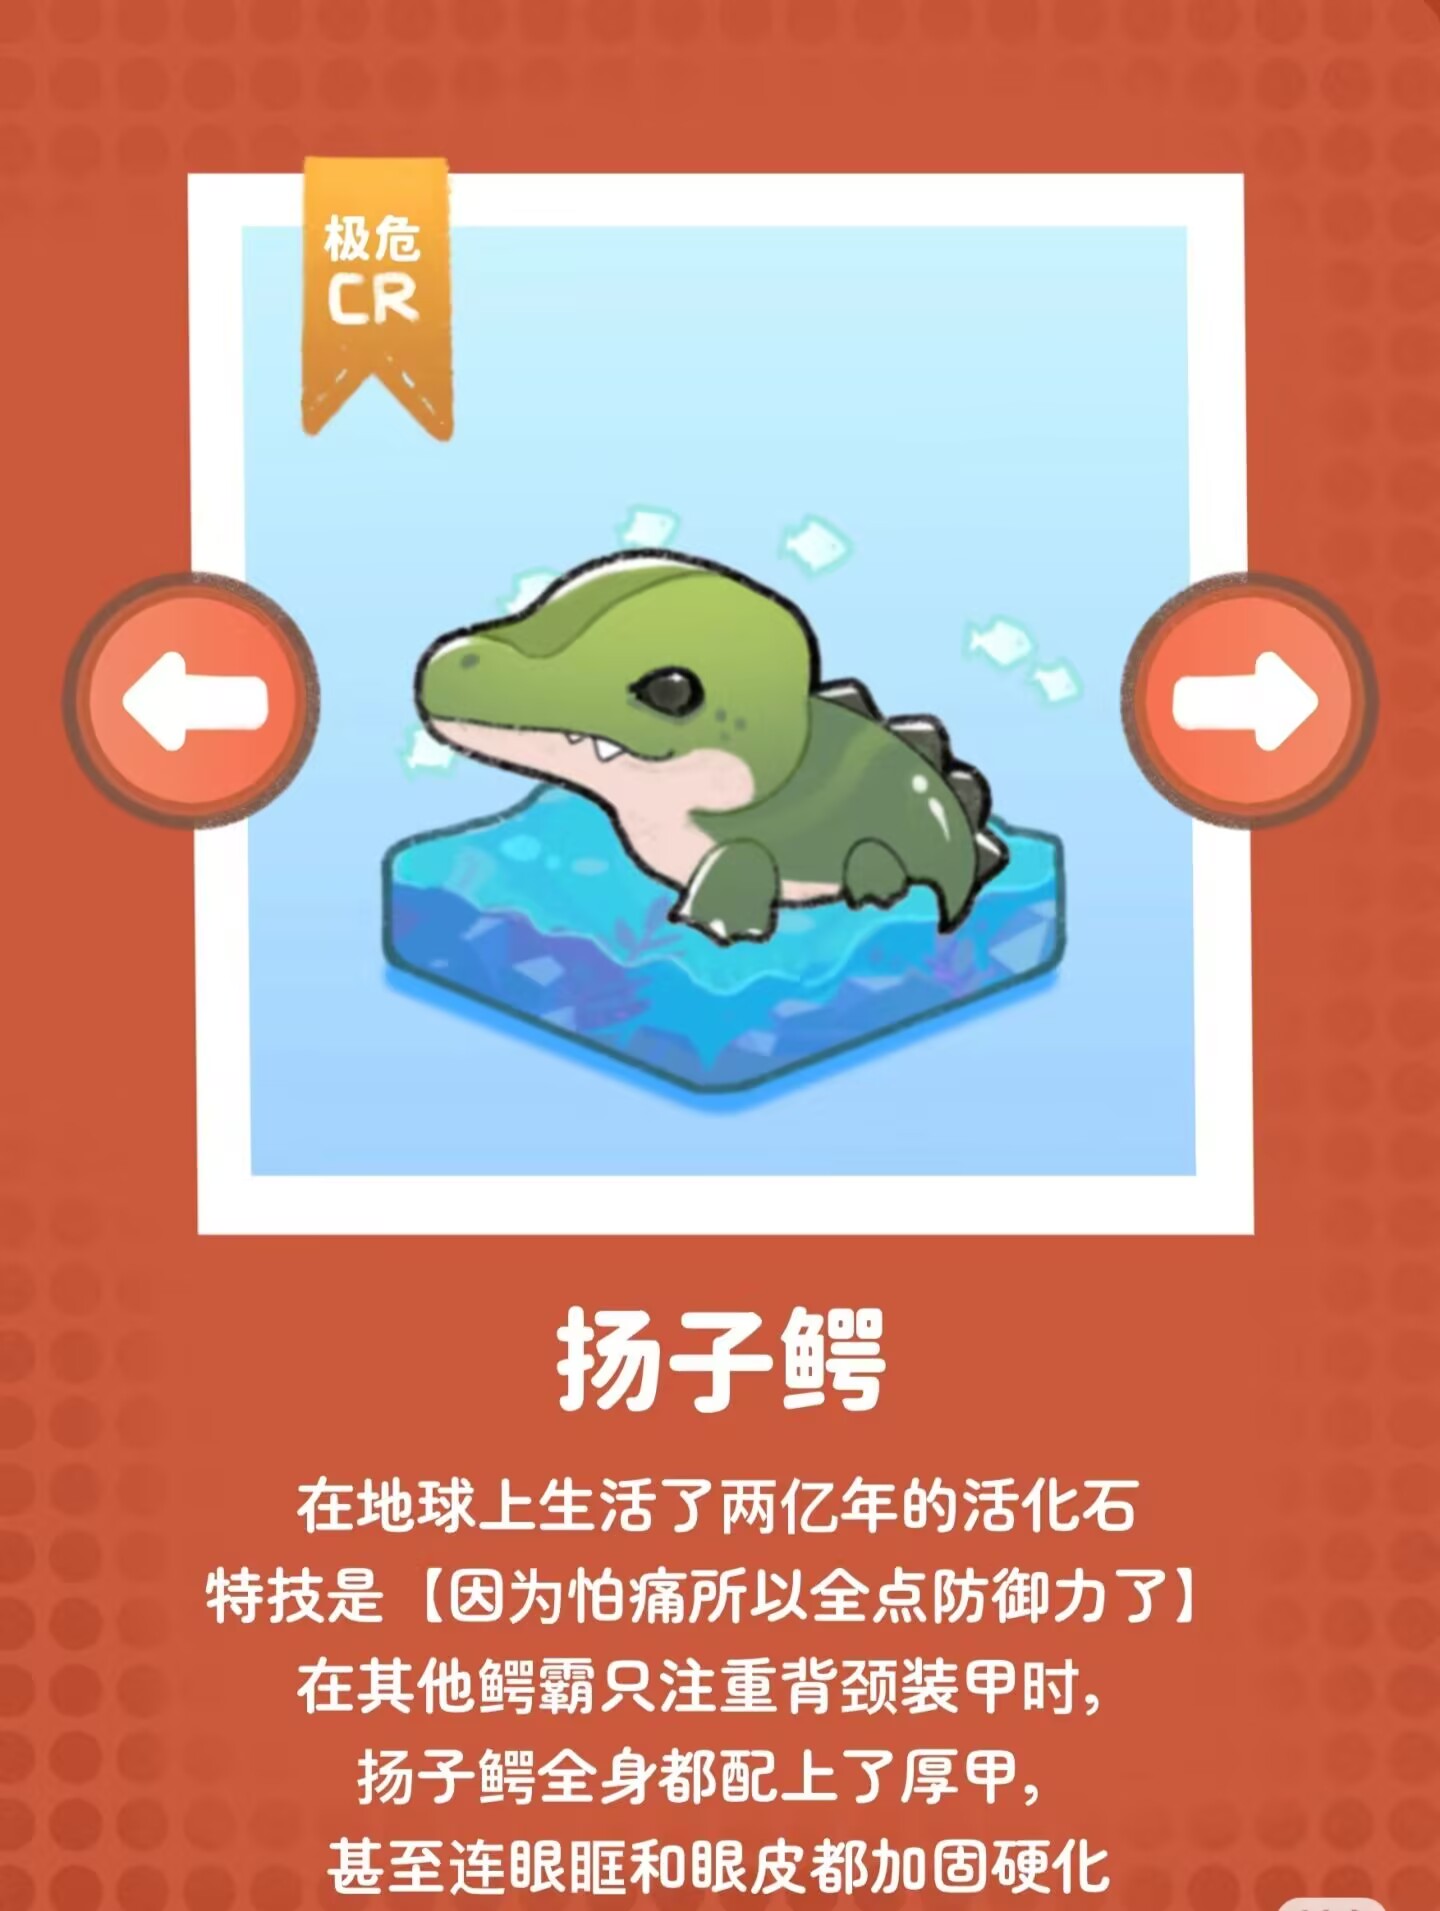 极危
CR
扬子鳄
在地球上生活了两亿年的活化石
特技是【因为怕痛所以全点防御力了】
在其他鳄霸只注重背颈装甲时,
扬子鳄全身都配上了厚甲,
甚至连眼眶和眼皮都加固硬化